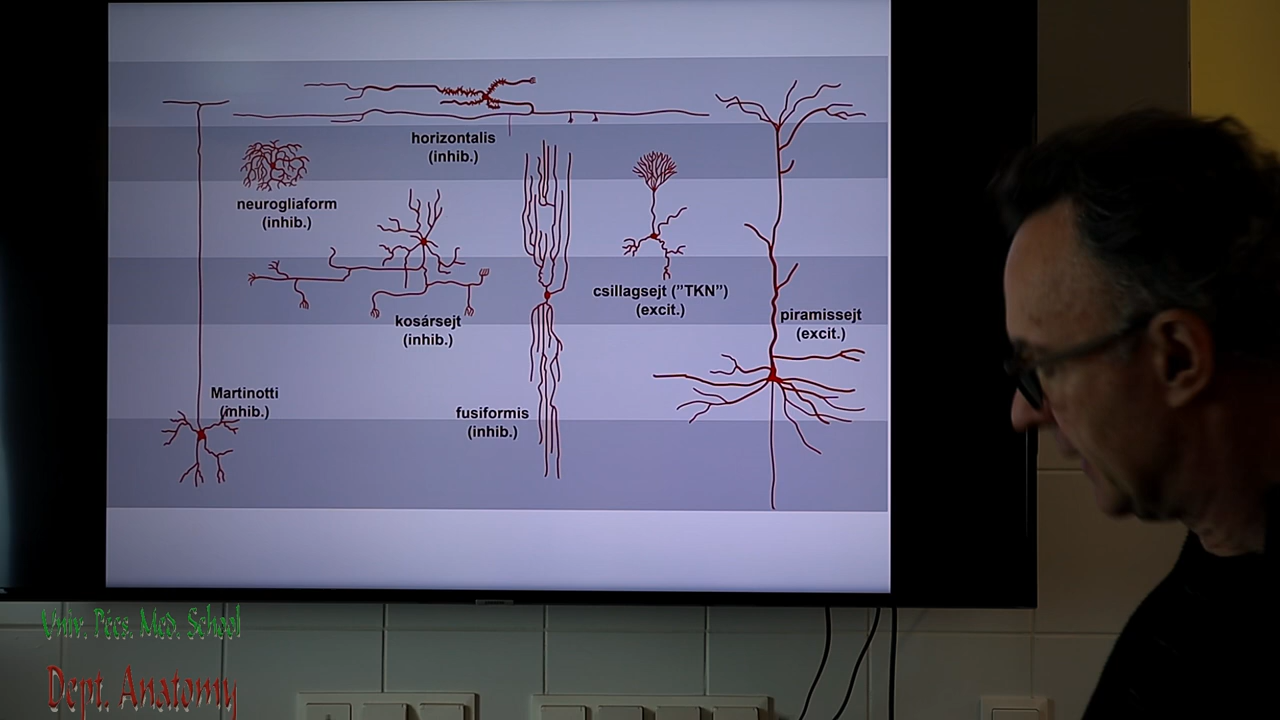 horizontalis
(inhib.)
neurogliaform
(inhib.)
csillagsejt ("TKN")
(excit.)
kosársejt
(inhib.)
piramissejt
(excit.)
Martinotti
(inhib.)
fusiformis
(inhib.)
Univ. Pécs. Med. School
Dept. Anatomy